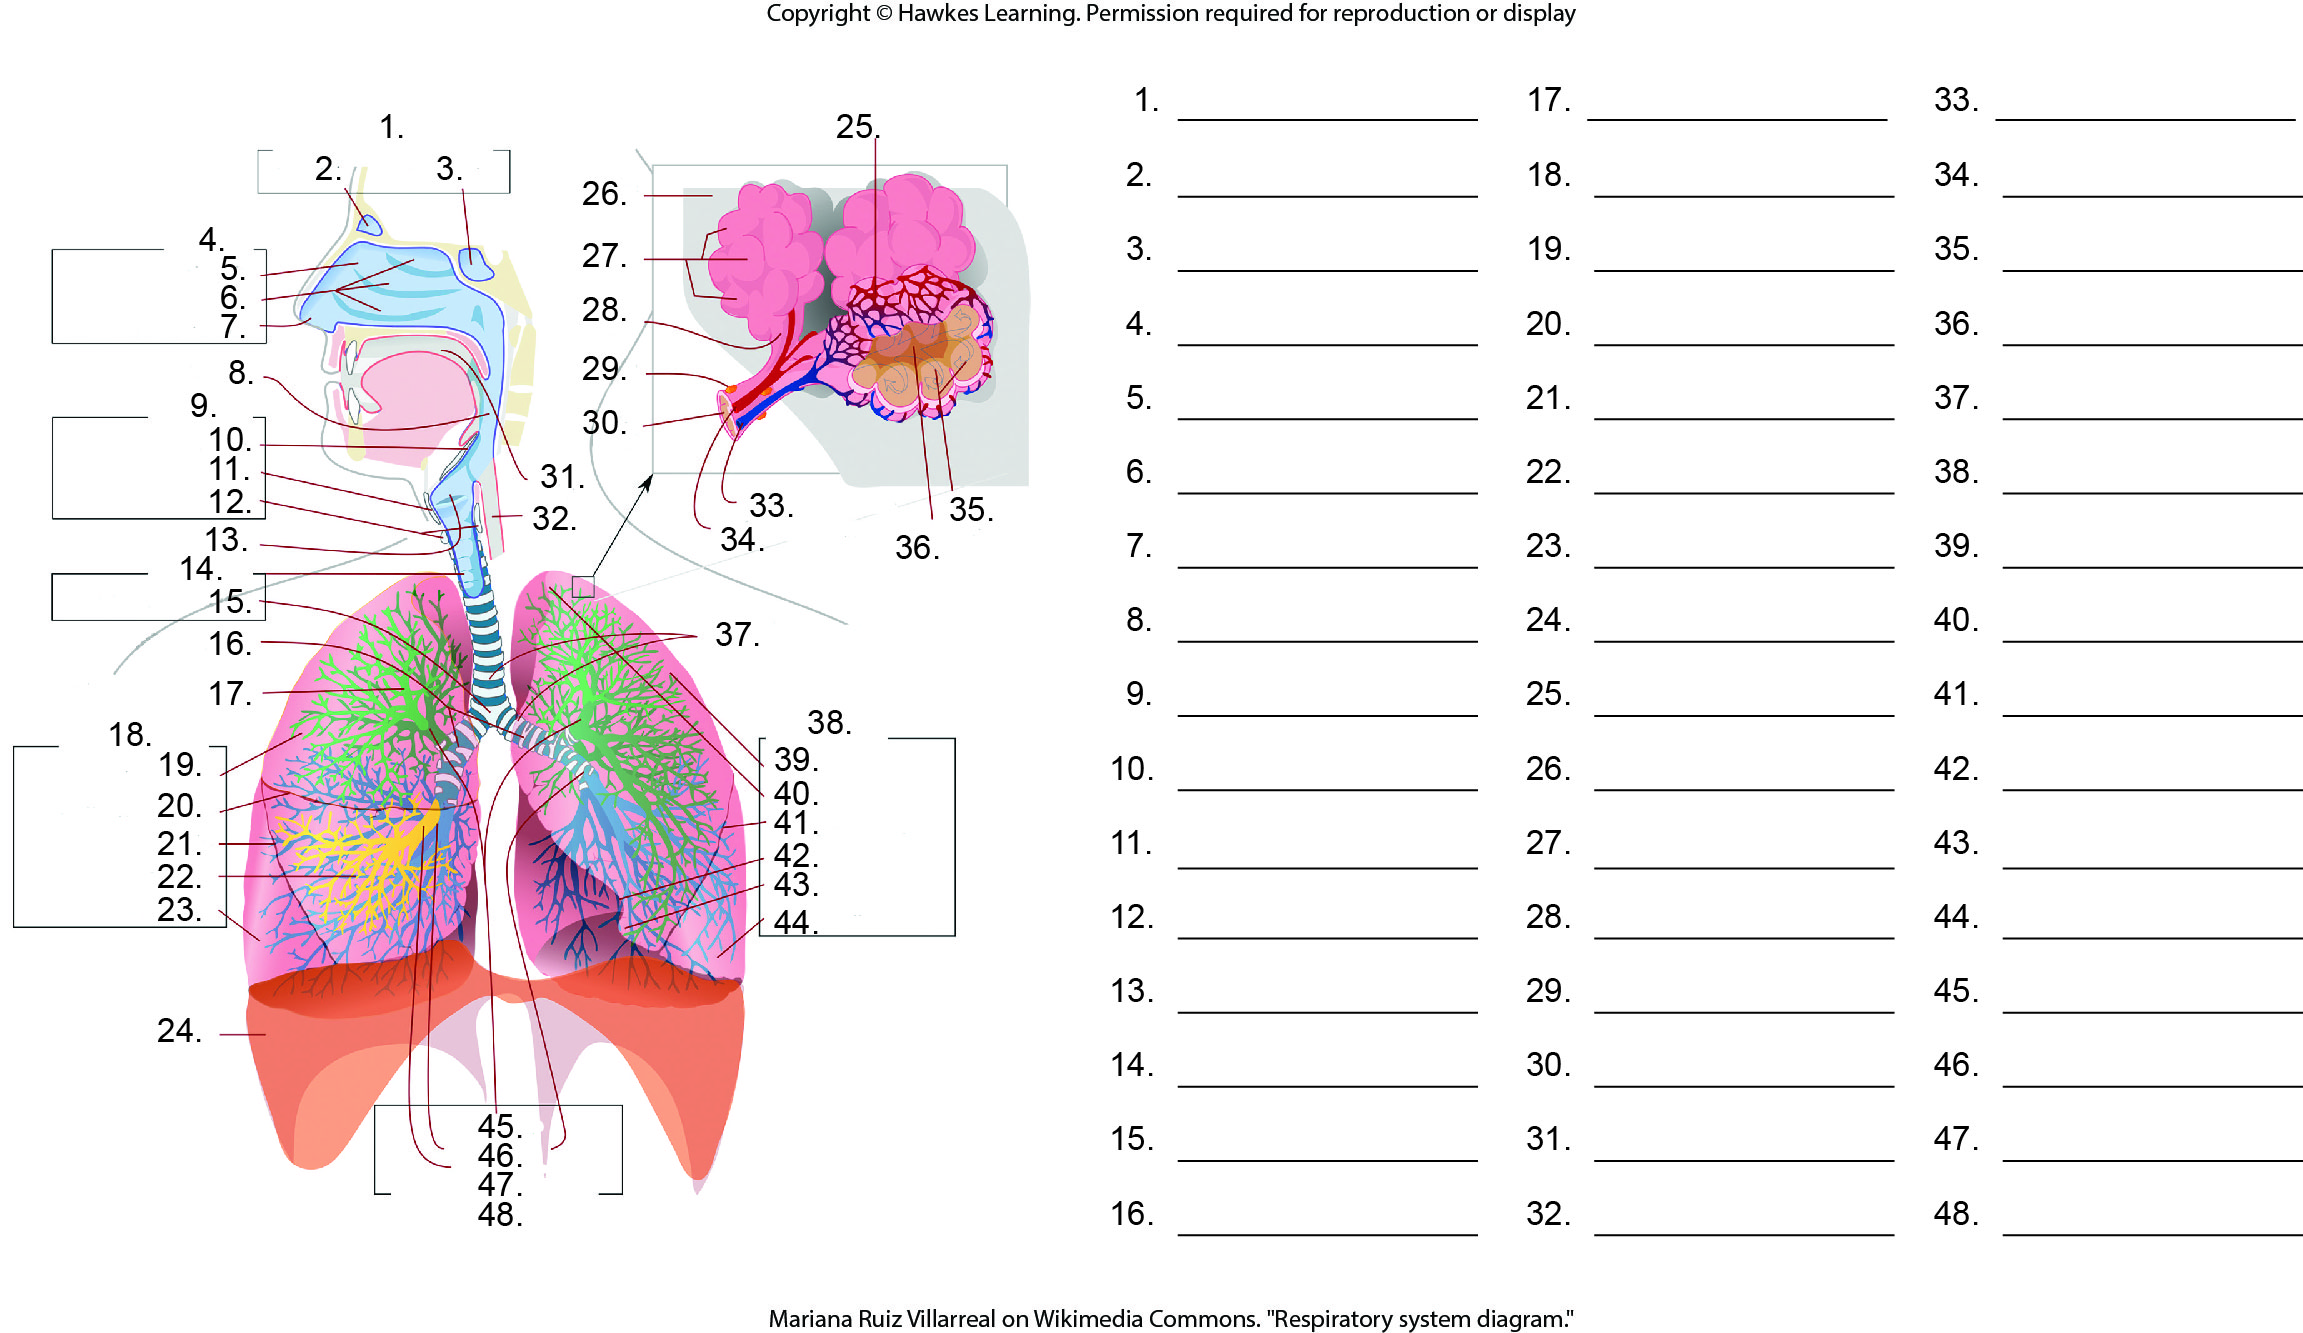 Copyright © Hawkes Learning. Permission required for reproduction or display
1.
2. 3.
4.
5.
6.
7.
8.
9.
10.
11.
12.
13.
14.
15.
16.
17.
18.
19.
20.
21.
22.
23.
24.
25.
26.
27.
28.
29.
30.
31.
32.
33.
34.
35.
36.
37.
38.
39.
40.
41.
42.
43.
44.
45.
46.
47.
48.
1. 17. 33.
2. 18. 34.
3. 19. 35.
4. 20. 36.
5. 21. 37.
6. 22. 38.
7. 23. 39.
8. 24. 40.
9. 25. 41.
10. 26. 42.
11. 27. 43.
12. 28. 44.
13. 29. 45.
14. 30. 46.
15. 31. 47.
16. 32. 48.
Mariana Ruiz Villarreal on Wikimedia Commons. "Respiratory system diagram."